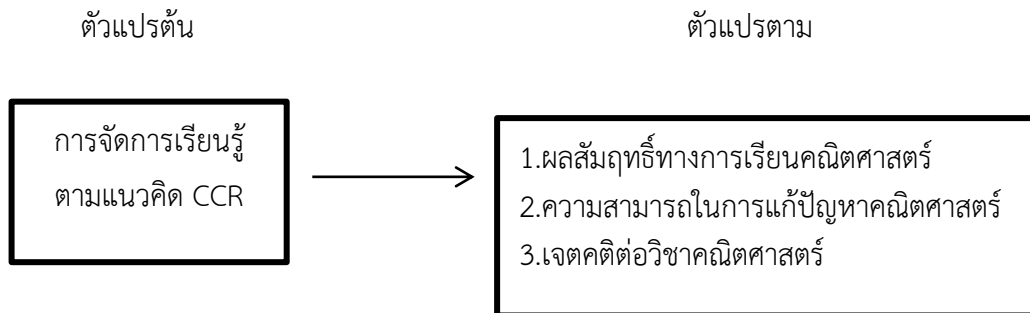 ตัวแปรต้น
ตัวแปรตาม
การจัดการเรียนรู้
ตามแนวคิด CCR
1.ผลสัมฤทธิ์ทางการเรียนคณิตศาสตร์
2.ความสามารถในการแก้ปัญหาคณิตศาสตร์
3.เจตคติต่อวิชาคณิตศาสตร์